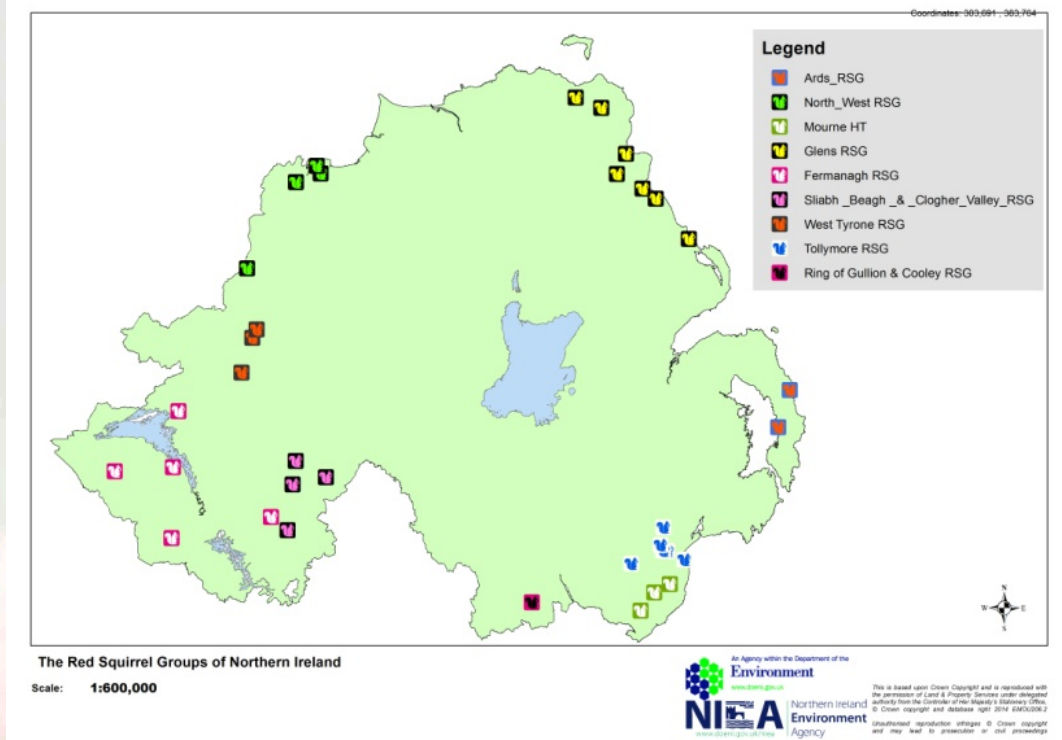 Coordinates: 383,091 , 383,764
Legend
Ards_RSG
North_West RSG
Mourne HT
Glens RSG
Fermanagh RSG
Sliabh _Beagh _& _Clogher_Valley_RSG
West Tyrone RSG
Tollymore RSG
Ring of Gullion & Cooley RSG
N
W E
S
The Red Squirrel Groups of Northern Ireland
Scale: 1:600,000
An Agency within the Department of the
Environment
www.doeni.gov.uk
NIEA
Northern Ireland
Environment
Agency
www.doeni.gov.uk/niea
This is based upon Crown Copyright and is reproduced with
the permission of Land & Property Services under delegated
authority from the Controller of Her Majesty's Stationery Office,
© Crown copyright and database right 2014 EMOU206.2
Unauthorised reproduction infringes © Crown copyright
and may lead to prosecution or civil proceedings